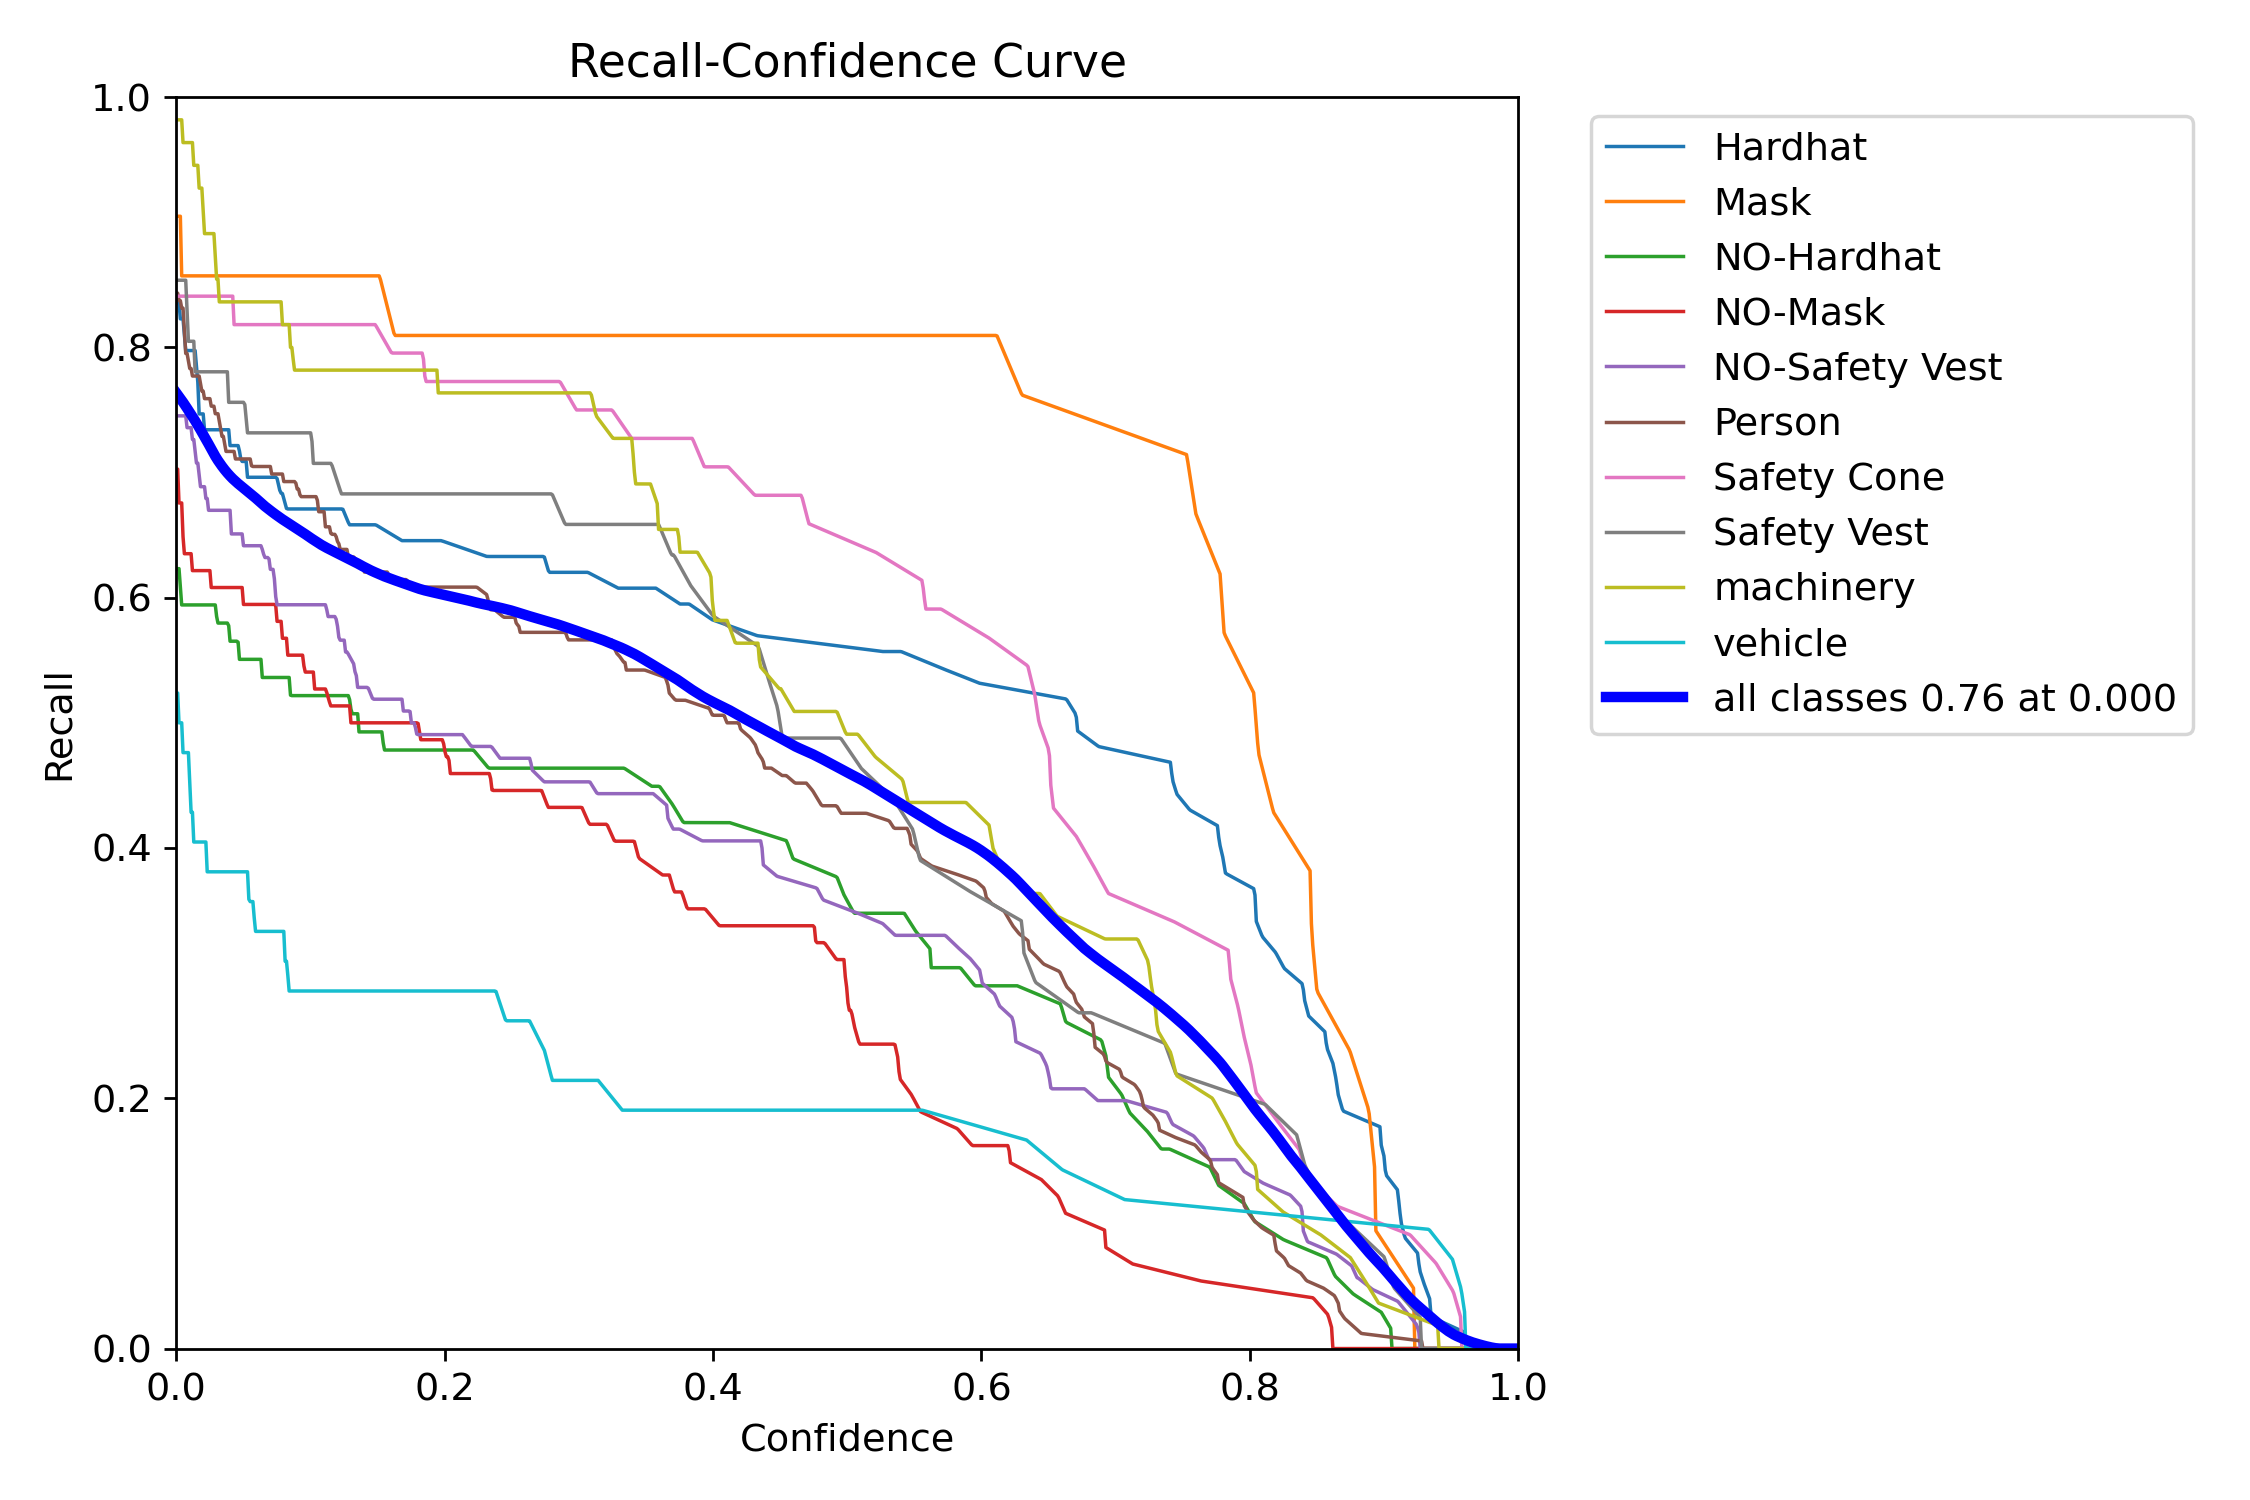 Recall-Confidence Curve
1.0
0.8
0.6
0.4
0.2
0.0
Recall
0.0 0.2 0.4 0.6 0.8 1.0
Confidence
Hardhat
Mask
NO-Hardhat
NO-Mask
NO-Safety Vest
Person
Safety Cone
Safety Vest
machinery
vehicle
all classes 0.76 at 0.000